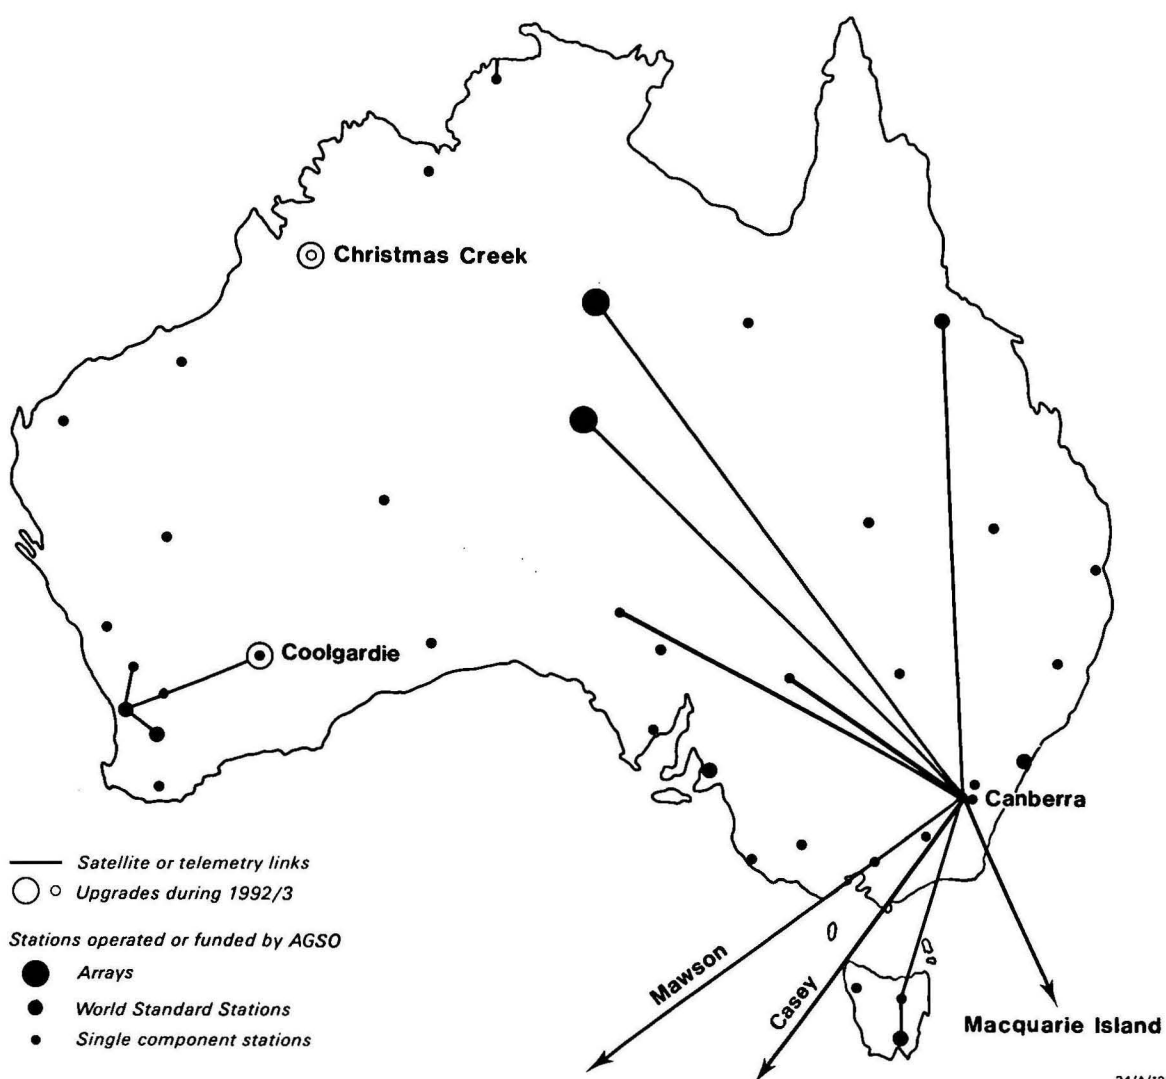 Christmas Creek
Coolgardie
Canberra
Satellite or telemetry links
Upgrades during 1992/3
Stations operated or funded by AGSO
Arrays
World Standard Stations
Single component stations
Mawson
Casey
Macquarie Island